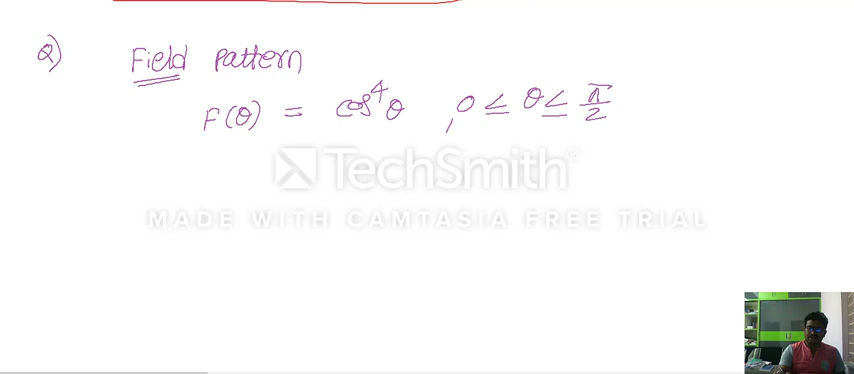 Q) Field Pattern
F(θ) = cos⁴θ , 0 ≤ θ ≤ π/2
TechSmith
MADE WITH CAMTASIA FREE TRIAL